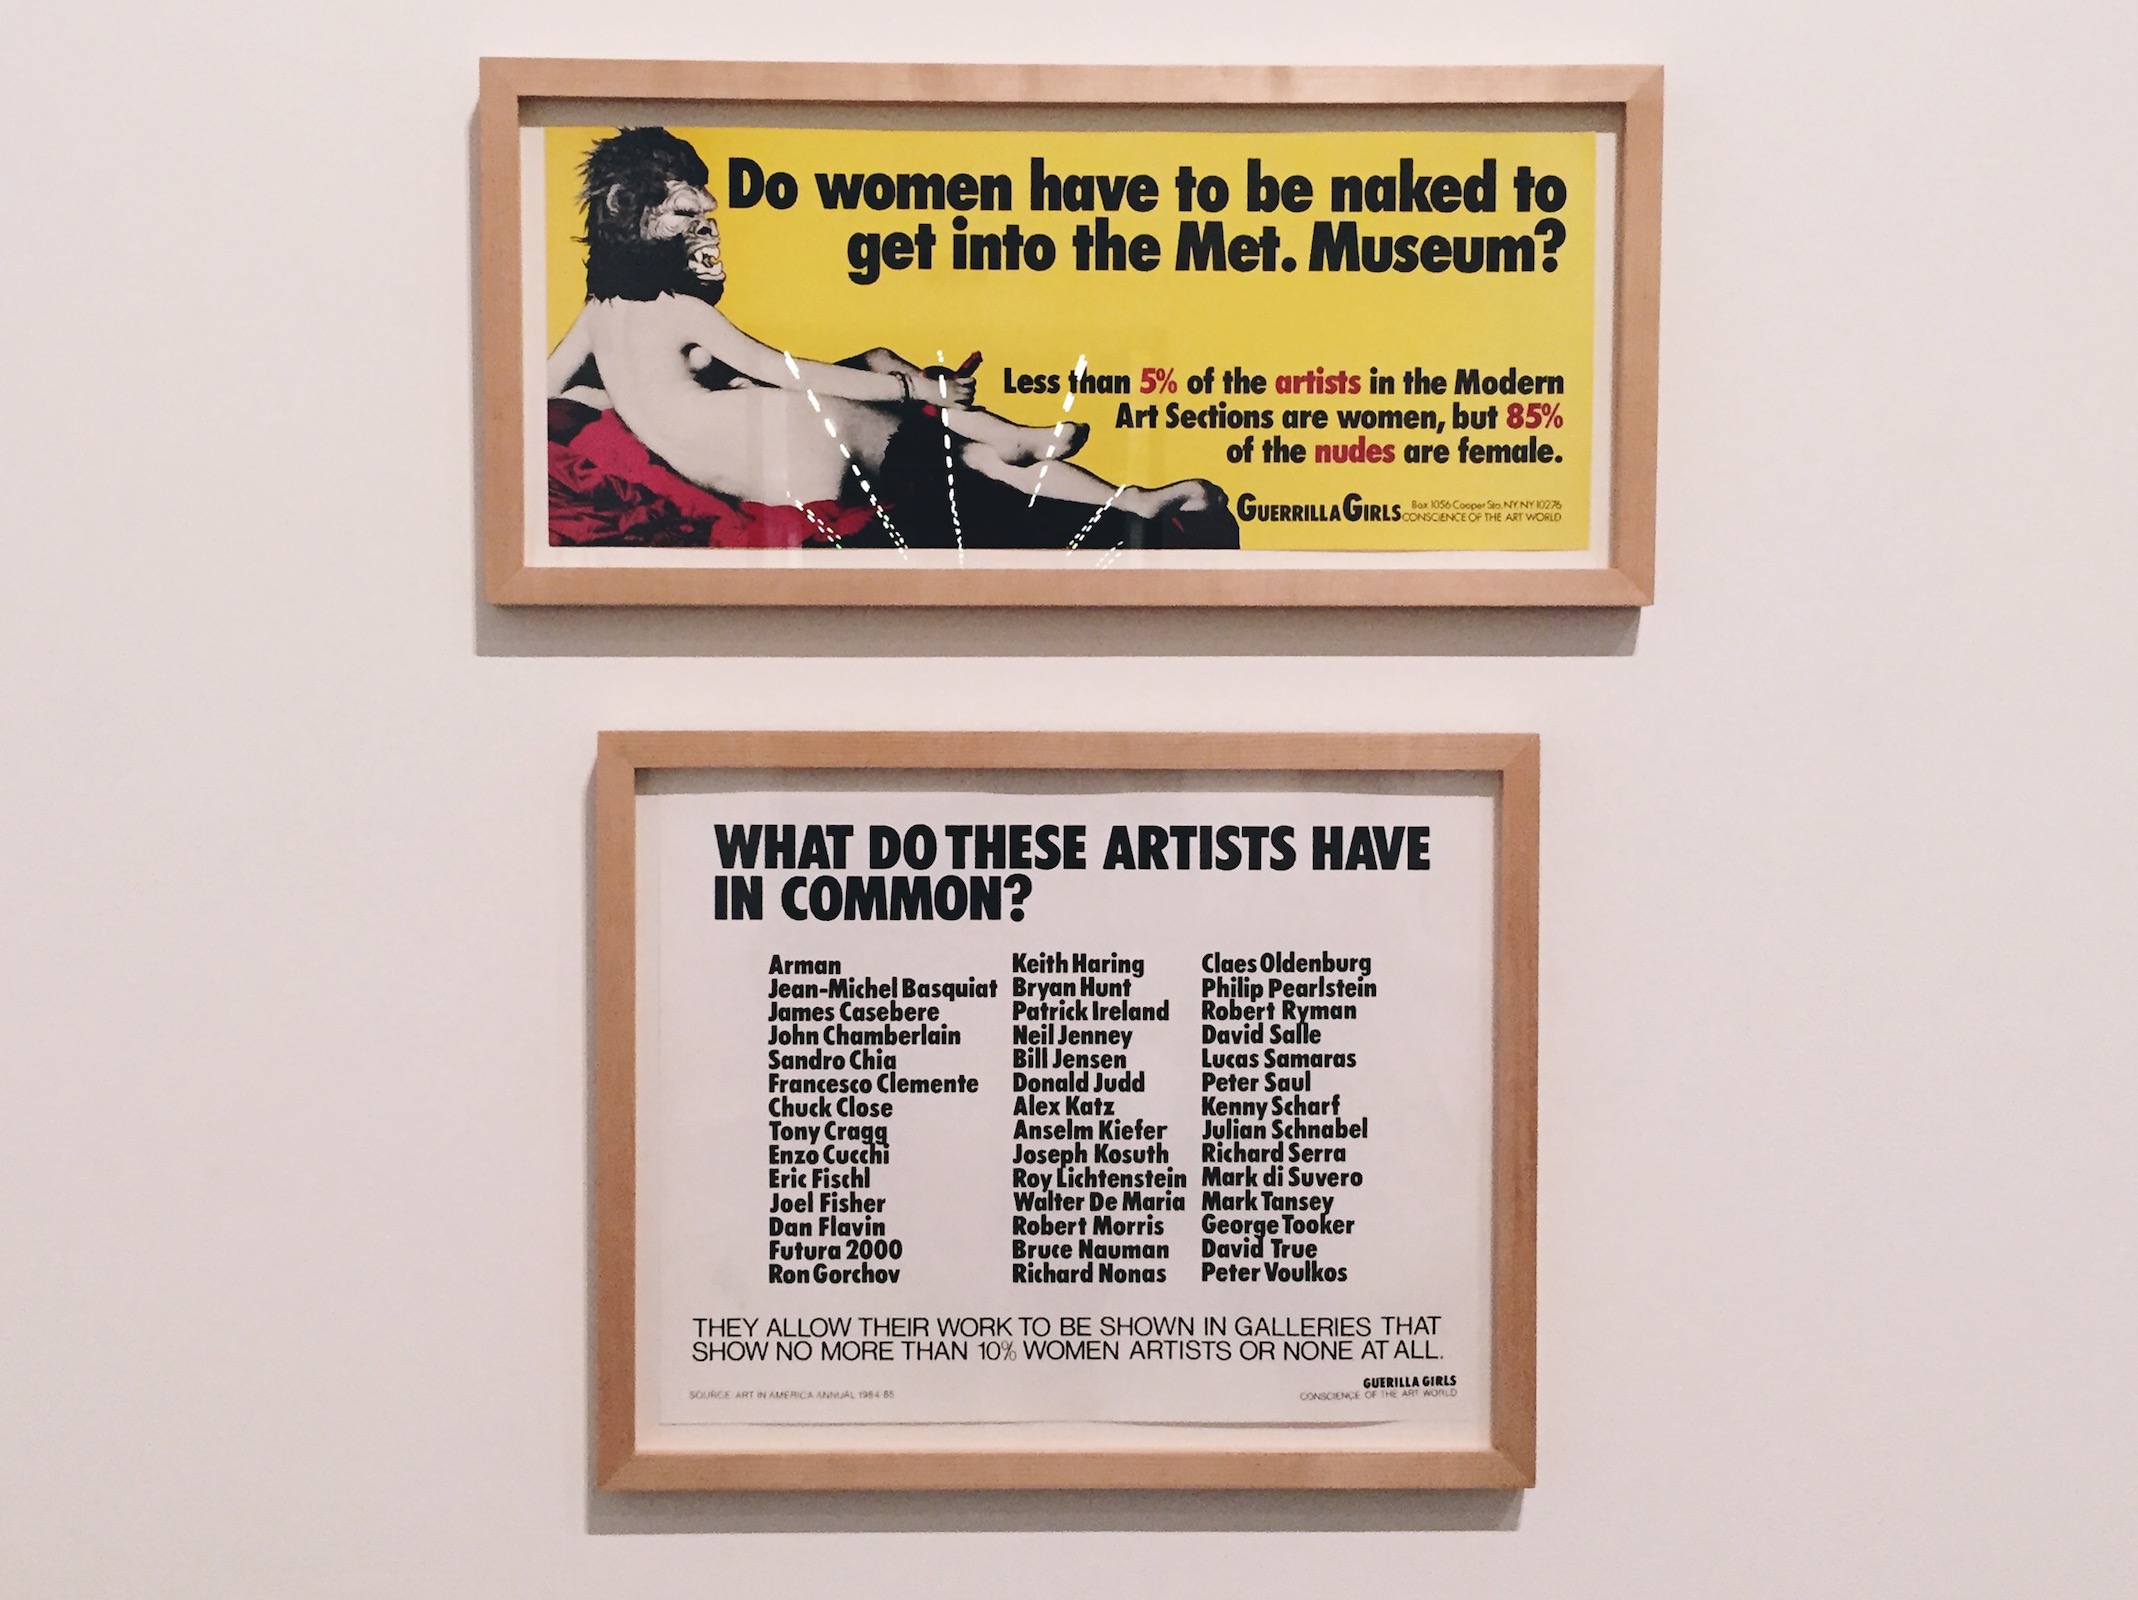 Do women have to be naked to
get into the Met. Museum?
Less than 5% of the artists in the Modern
Art Sections are women, but 85%
of the nudes are female.
GUERRILLA GIRLS
Box 1056 Cooper Sta. NY, NY 10276
CONSCIENCE OF THE ART WORLD
WHAT DO THESE ARTISTS HAVE
IN COMMON?
Arman
Jean-Michel Basquiat
James Casebere
John Chamberlain
Sandro Chia
Francesco Clemente
Chuck Close
Tony Cragg
Enzo Cucchi
Eric Fischl
Joel Fisher
Dan Flavin
Futura 2000
Ron Gorchov
Keith Haring
Bryan Hunt
Patrick Ireland
Neil Jenney
Bill Jensen
Donald Judd
Alex Katz
Anselm Kiefer
Joseph Kosuth
Roy Lichtenstein
Walter De Maria
Robert Morris
Bruce Nauman
Richard Nonas
Claes Oldenburg
Philip Pearlstein
Robert Ryman
David Salle
Lucas Samaras
Peter Saul
Kenny Scharf
Julian Schnabel
Richard Serra
Mark di Suvero
Mark Tansey
George Tooker
David True
Peter Voulkos
THEY ALLOW THEIR WORK TO BE SHOWN IN GALLERIES THAT
SHOW NO MORE THAN 10% WOMEN ARTISTS OR NONE AT ALL.
SOURCE: ART IN AMERICA ANNUAL 1984-85
GUERILLA GIRLS
CONSCIENCE OF THE ART WORLD